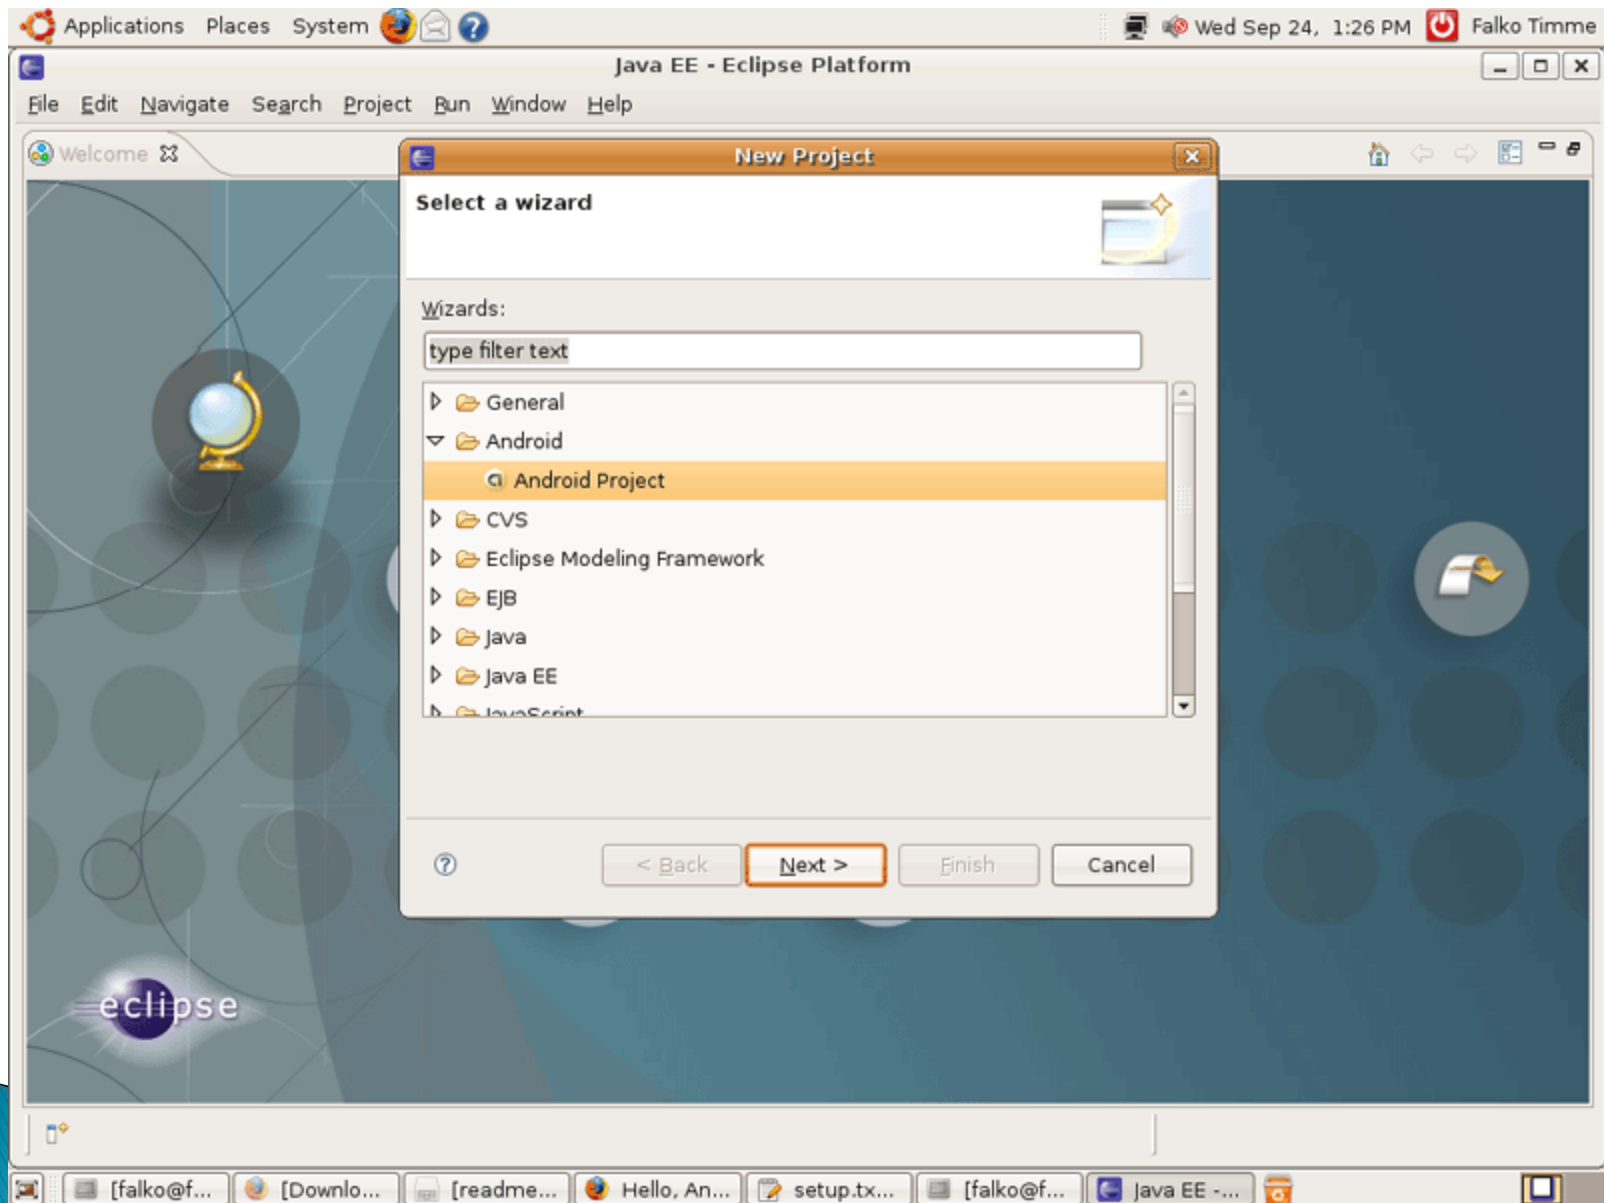 Applications Places System Wed Sep 24, 1:26 PM Falko Timme
Java EE - Eclipse Platform
File Edit Navigate Search Project Run Window Help
Welcome
New Project
Select a wizard
Wizards:
type filter text
General
Android
Android Project
CVS
Eclipse Modeling Framework
EJB
Java
Java EE
JavaScript
< Back Next > Finish Cancel
eclipse
[falko@f... [Downlo... [readme... Hello, An... setup.tx... [falko@f... Java EE -...